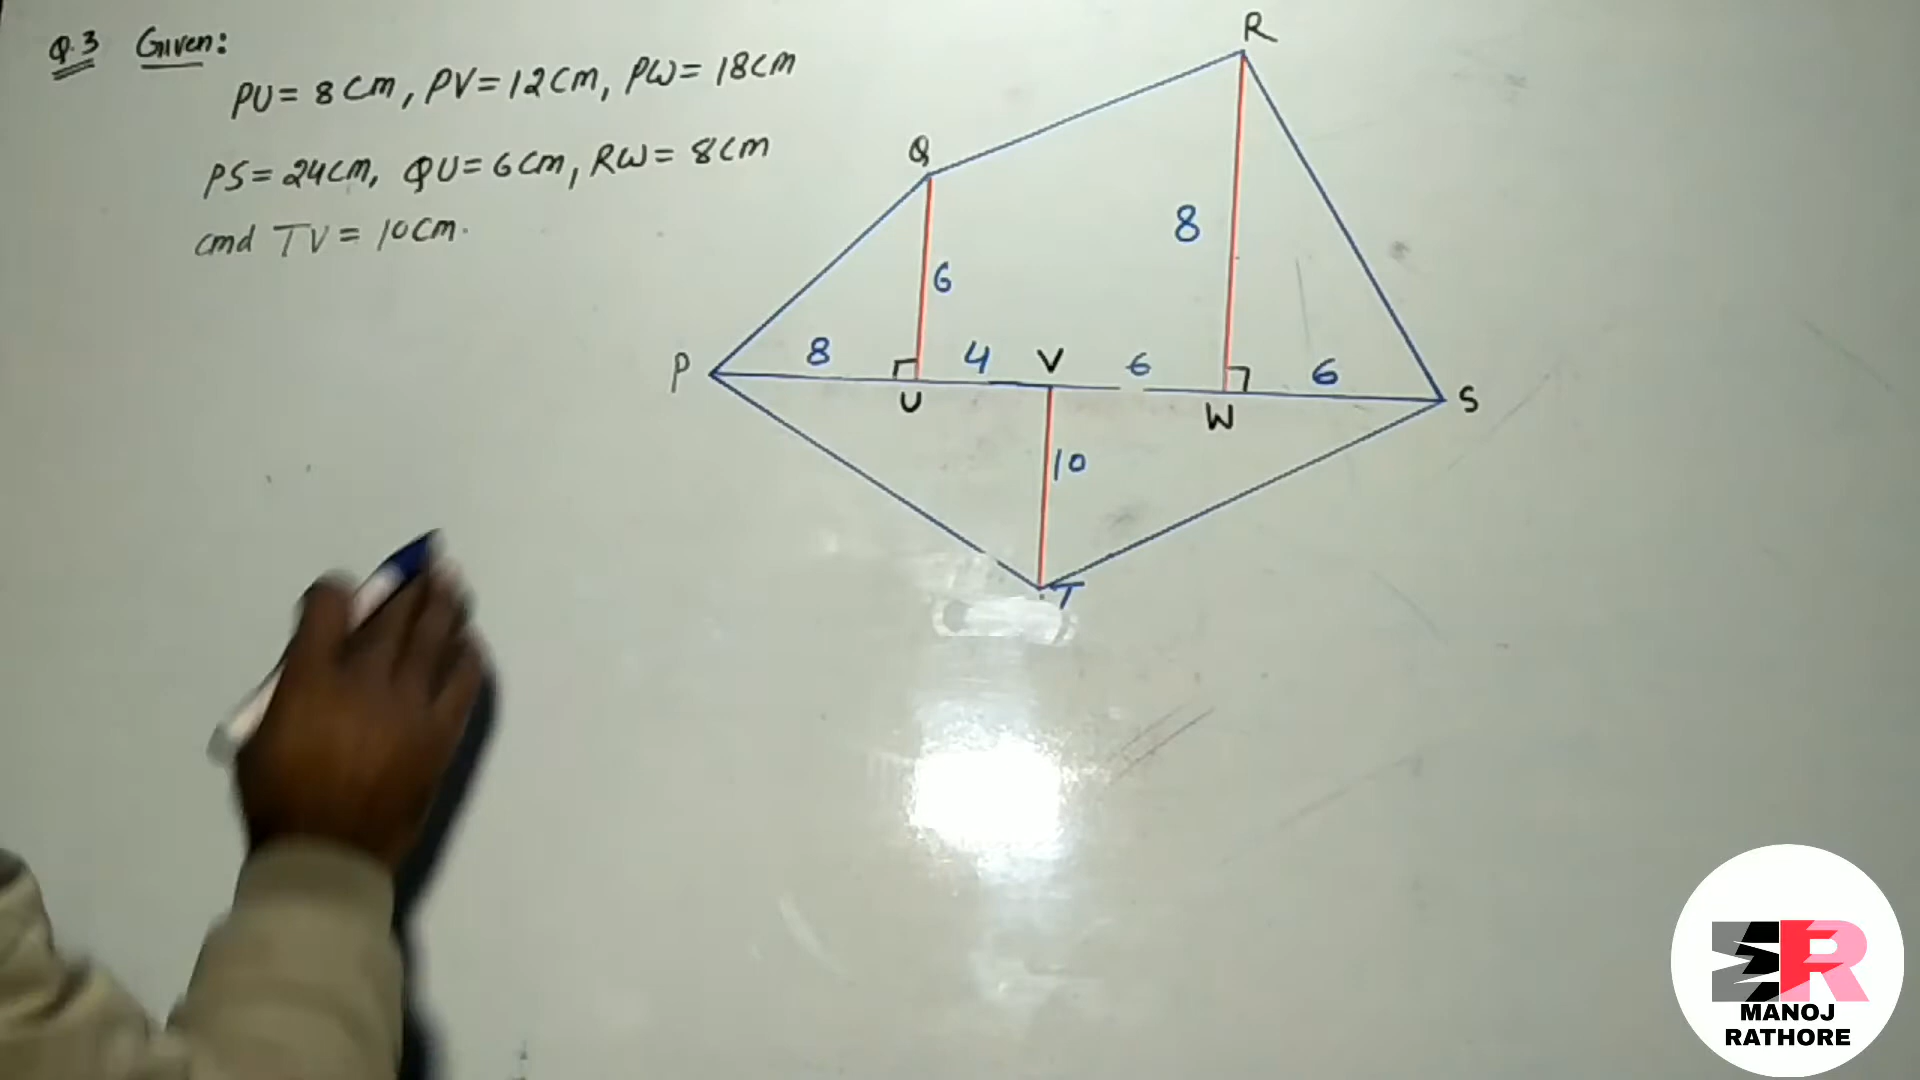 Q.3 Given:
PU = 8 cm, PV = 12 cm, PW = 18 cm
PS = 24 cm, QU = 6 cm, RW = 8 cm
and TV = 10 cm.
R
Q
8
6
P 8 4 V 6 6 S
U W
10
T
ER
MANOJ
RATHORE